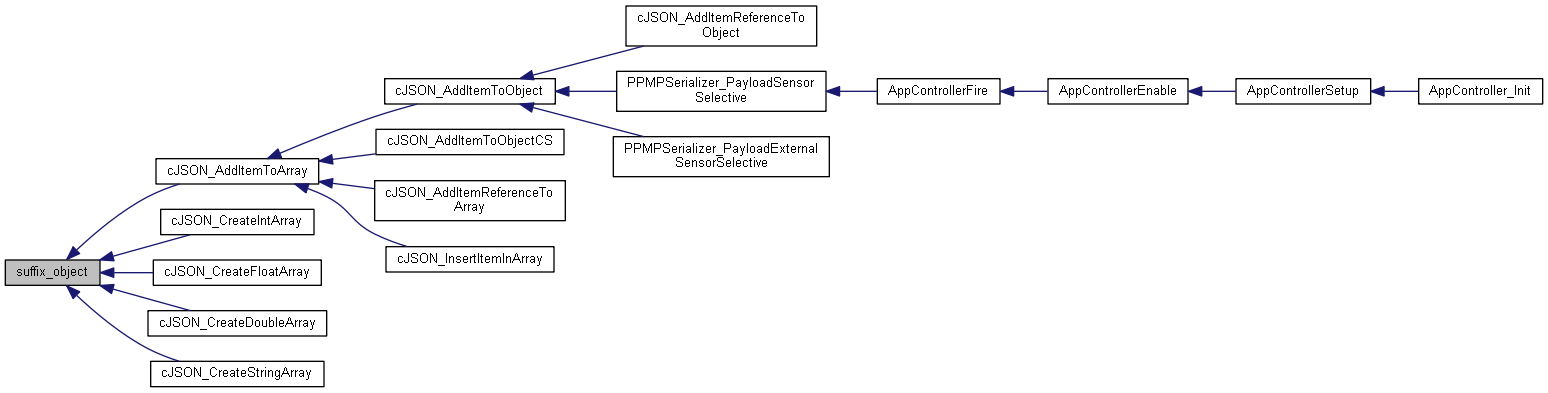 cJSON_AddItemReferenceTo
Object
cJSON_AddItemToObject
PPMPSerializer_PayloadSensor
Selective
AppControllerFire
AppControllerEnable
AppControllerSetup
AppController_Init
cJSON_AddItemToObjectCS
PPMPSerializer_PayloadExternal
SensorSelective
cJSON_AddItemToArray
cJSON_AddItemReferenceTo
Array
cJSON_CreateIntArray
cJSON_InsertItemInArray
suffix_object
cJSON_CreateFloatArray
cJSON_CreateDoubleArray
cJSON_CreateStringArray